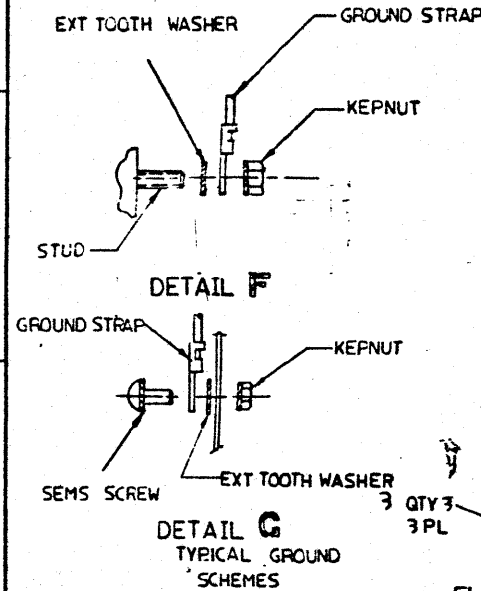 EXT TOOTH WASHER
GROUND STRAP
KEPNUT
STUD
DETAIL F
GROUND STRAP
KEPNUT
EXT TOOTH WASHER
SEMS SCREW
3 QTY 3
3 PL
DETAIL G
TYPICAL GROUND
SCHEMES